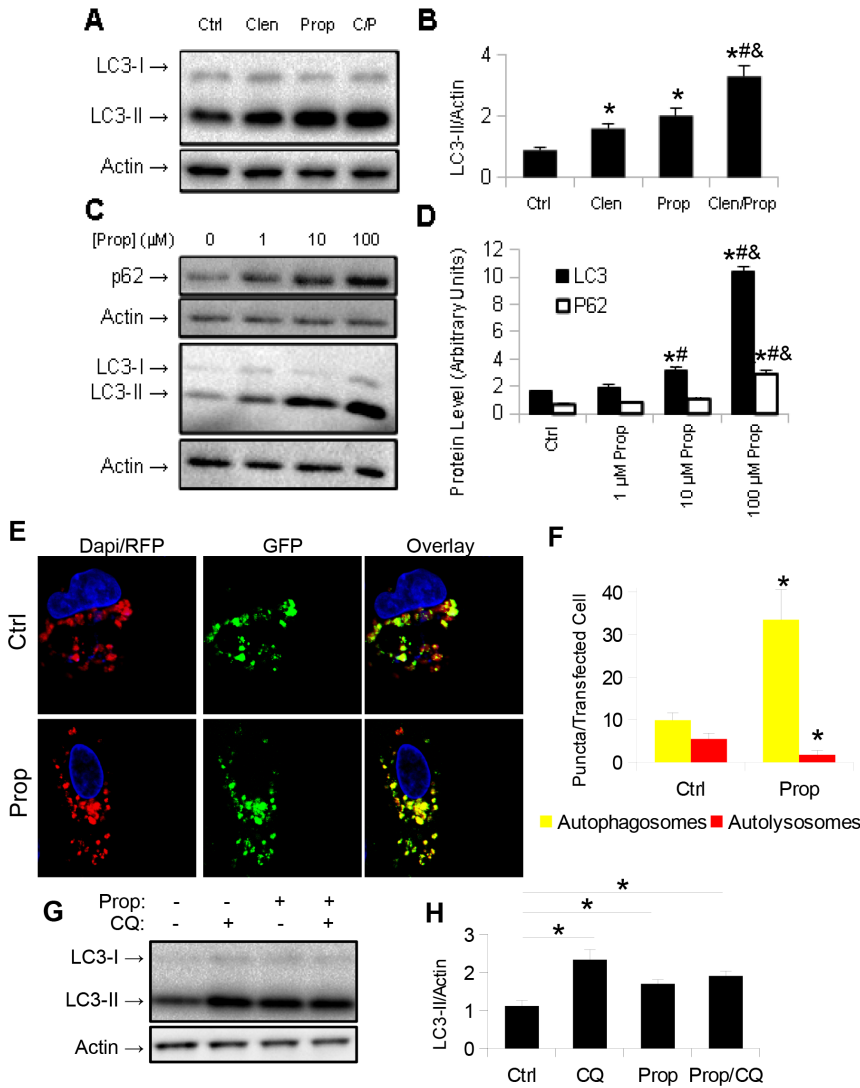 A
Ctrl Clen Prop C/P
LC3-I →
LC3-II →
Actin →
B
LC3-II/Actin
4
2
0
*
*
*#&
Ctrl Clen Prop Clen/Prop
C
[Prop] (µM) 0 1 10 100
p62 →
Actin →
LC3-I →
LC3-II →
Actin →
D
Protein Level (Arbitrary Units)
12
10
8
6
4
2
0
LC3
P62
*#
*#&
*#&
Ctrl
1 µM Prop
10 µM Prop
100 µM Prop
E
Dapi/RFP GFP Overlay
Ctrl
Prop
F
Puncta/Transfected Cell
40
30
20
10
0
*
*
Ctrl Prop
Autophagosomes Autolysosomes
G
Prop: - - + +
CQ: - + - +
LC3-I →
LC3-II →
Actin →
H
LC3-II/Actin
3
2
1
0
*
*
*
Ctrl CQ Prop Prop/CQ